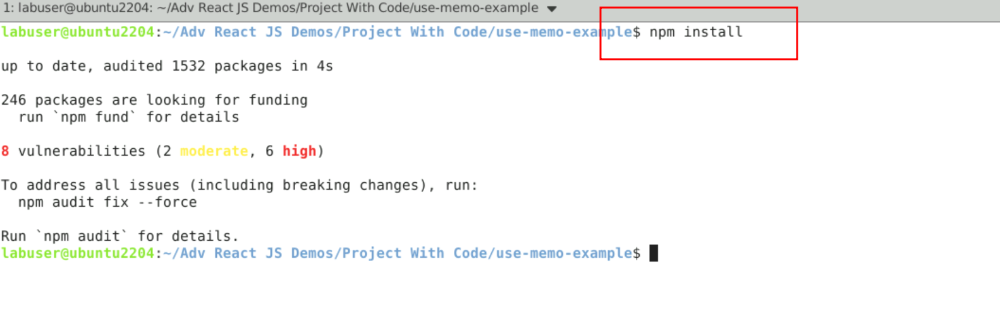 1: labuser@ubuntu2204: ~/Adv React JS Demos/Project With Code/use-memo-example
labuser@ubuntu2204:~/Adv React JS Demos/Project With Code/use-memo-example$ npm install
up to date, audited 1532 packages in 4s
246 packages are looking for funding
  run `npm fund` for details
8 vulnerabilities (2 moderate, 6 high)
To address all issues (including breaking changes), run:
  npm audit fix --force
Run `npm audit` for details.
labuser@ubuntu2204:~/Adv React JS Demos/Project With Code/use-memo-example$